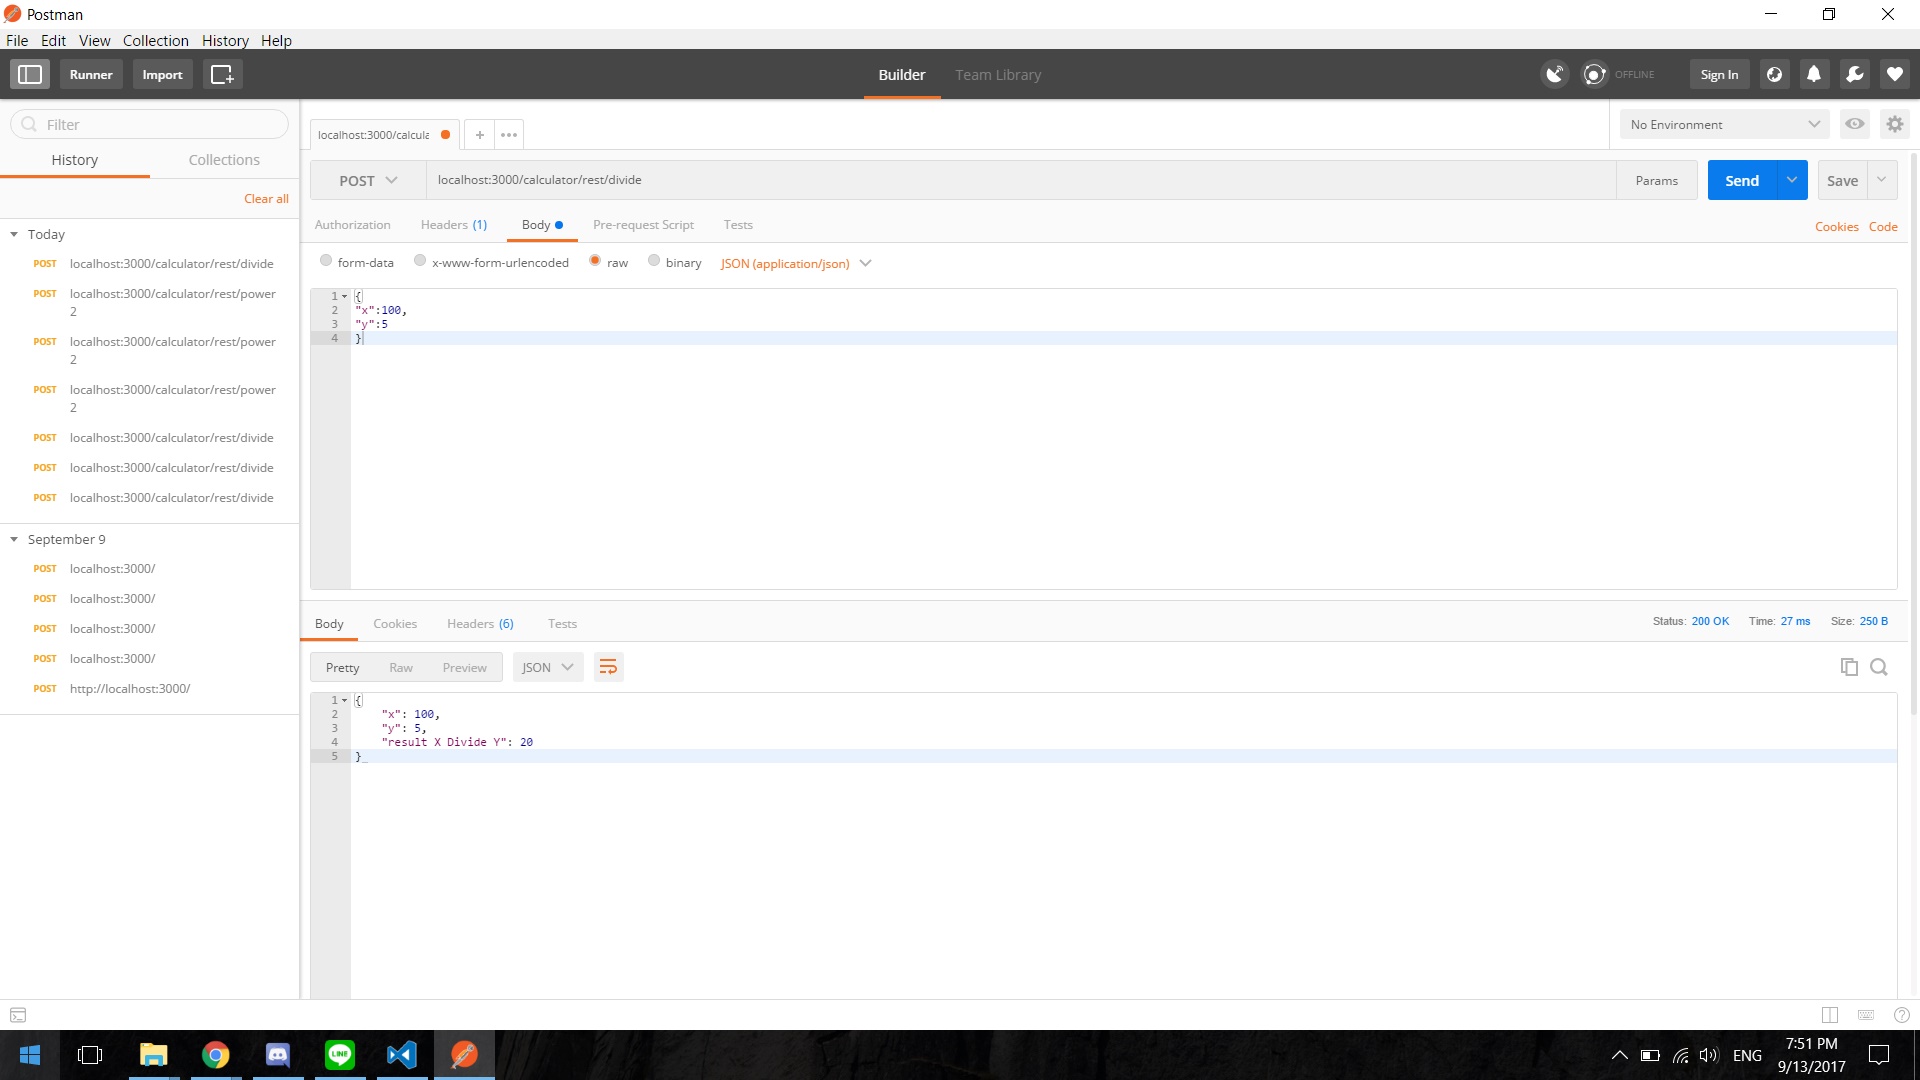 Postman
File Edit View Collection History Help
Runner Import Builder Team Library OFFLINE Sign In
Filter
History Collections
Clear all
Today
POST localhost:3000/calculator/rest/divide
POST localhost:3000/calculator/rest/power
2
POST localhost:3000/calculator/rest/power
2
POST localhost:3000/calculator/rest/power
2
POST localhost:3000/calculator/rest/divide
POST localhost:3000/calculator/rest/divide
POST localhost:3000/calculator/rest/divide
September 9
POST localhost:3000/
POST localhost:3000/
POST localhost:3000/
POST localhost:3000/
POST http://localhost:3000/
localhost:3000/calcula + No Environment
POST localhost:3000/calculator/rest/divide Params Send Save
Authorization Headers (1) Body Pre-request Script Tests Cookies Code
form-data x-www-form-urlencoded raw binary JSON (application/json)
1 {
2 "x":100,
3 "y":5
4 }
Body Cookies Headers (6) Tests Status: 200 OK Time: 27 ms Size: 250 B
Pretty Raw Preview JSON
1 {
2 "x": 100,
3 "y": 5,
4 "result X Divide Y": 20
5 }
LINE ENG 7:51 PM
9/13/2017